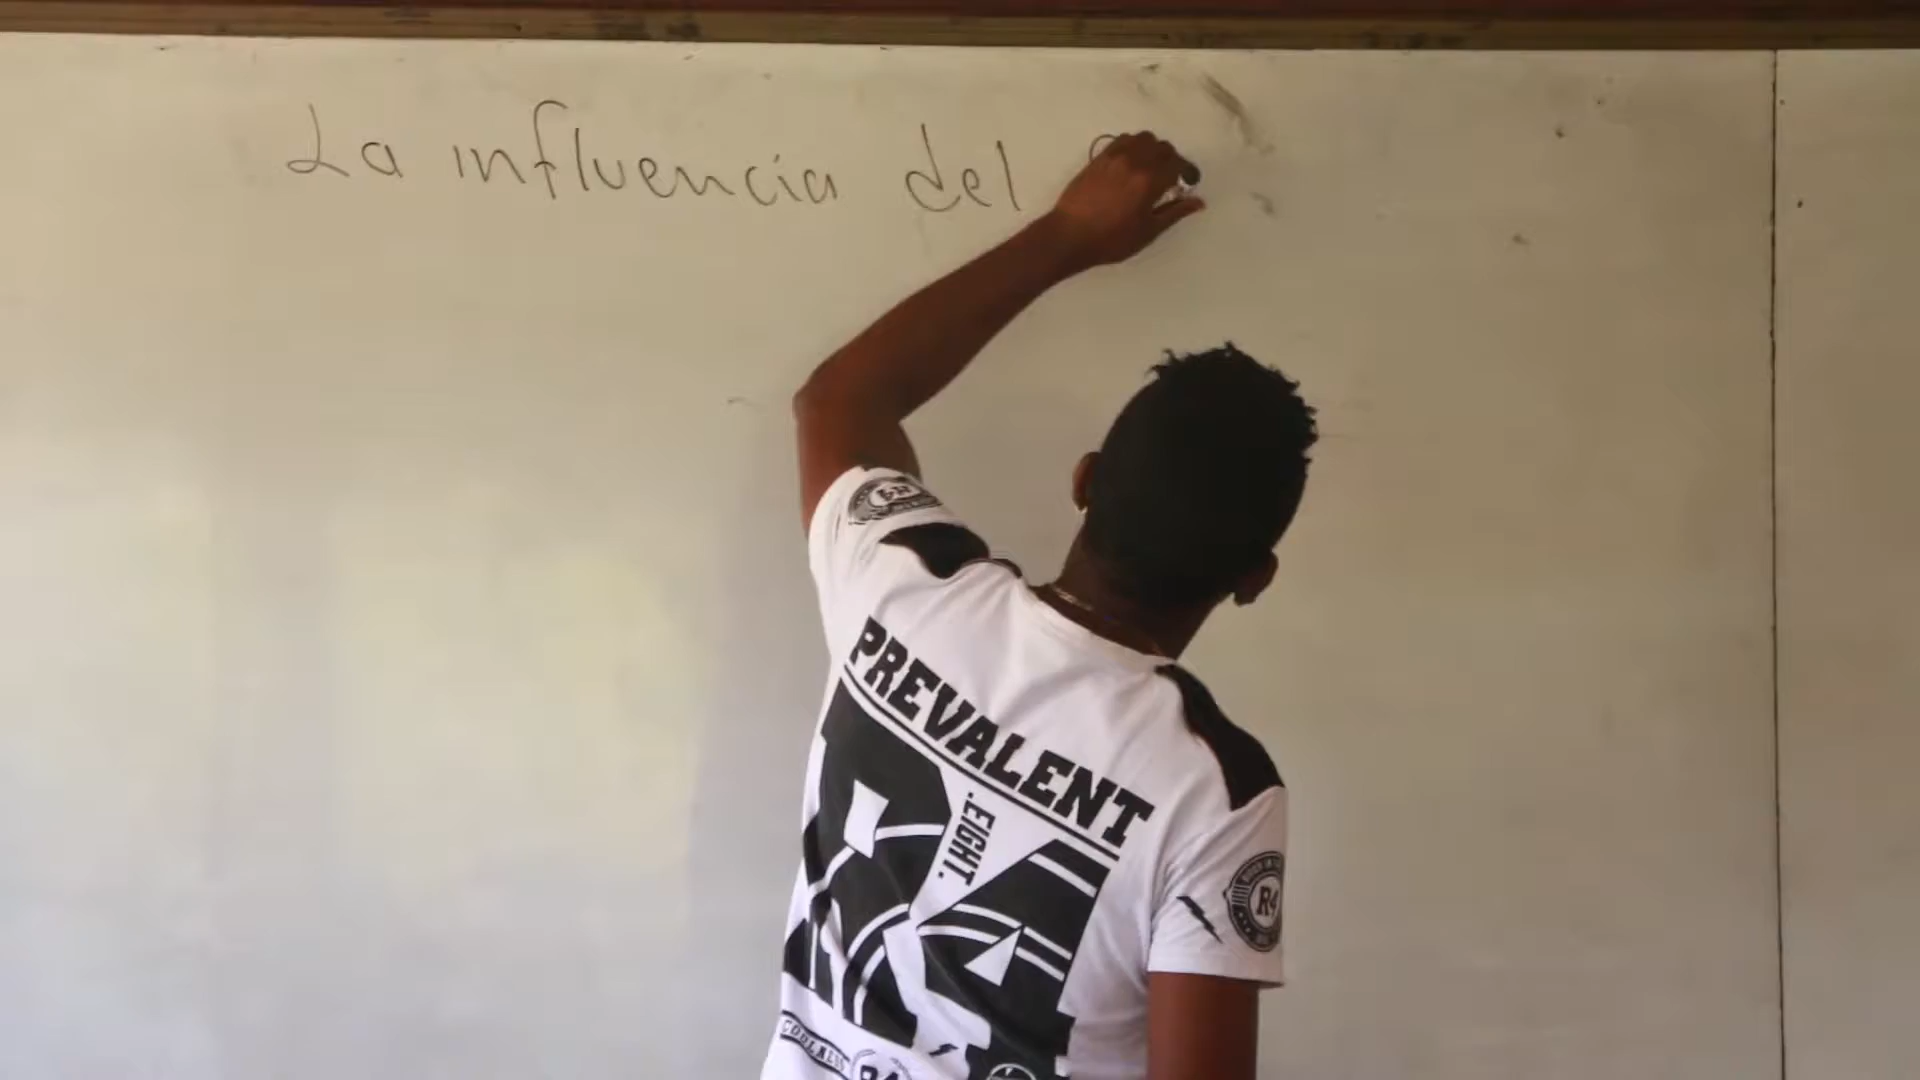 La influencia del
PREVALENT
.EIGHT.
R4